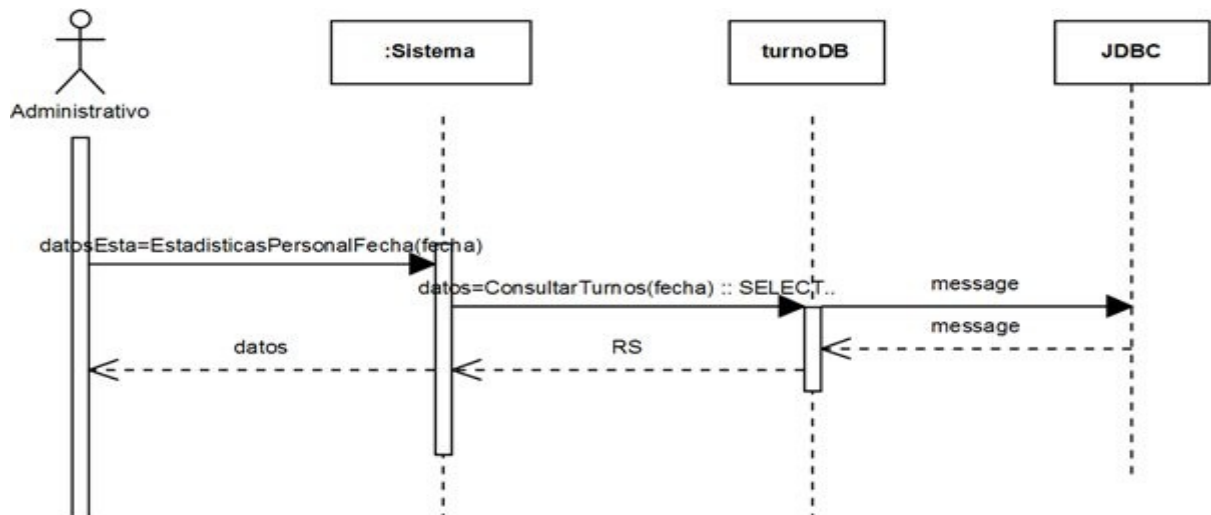 :Sistema
turnoDB
JDBC
Administrativo
datosEsta=EstadisticasPersonalFecha(fecha)
datos=ConsultarTurnos(fecha) :: SELECT..
message
message
datos
RS